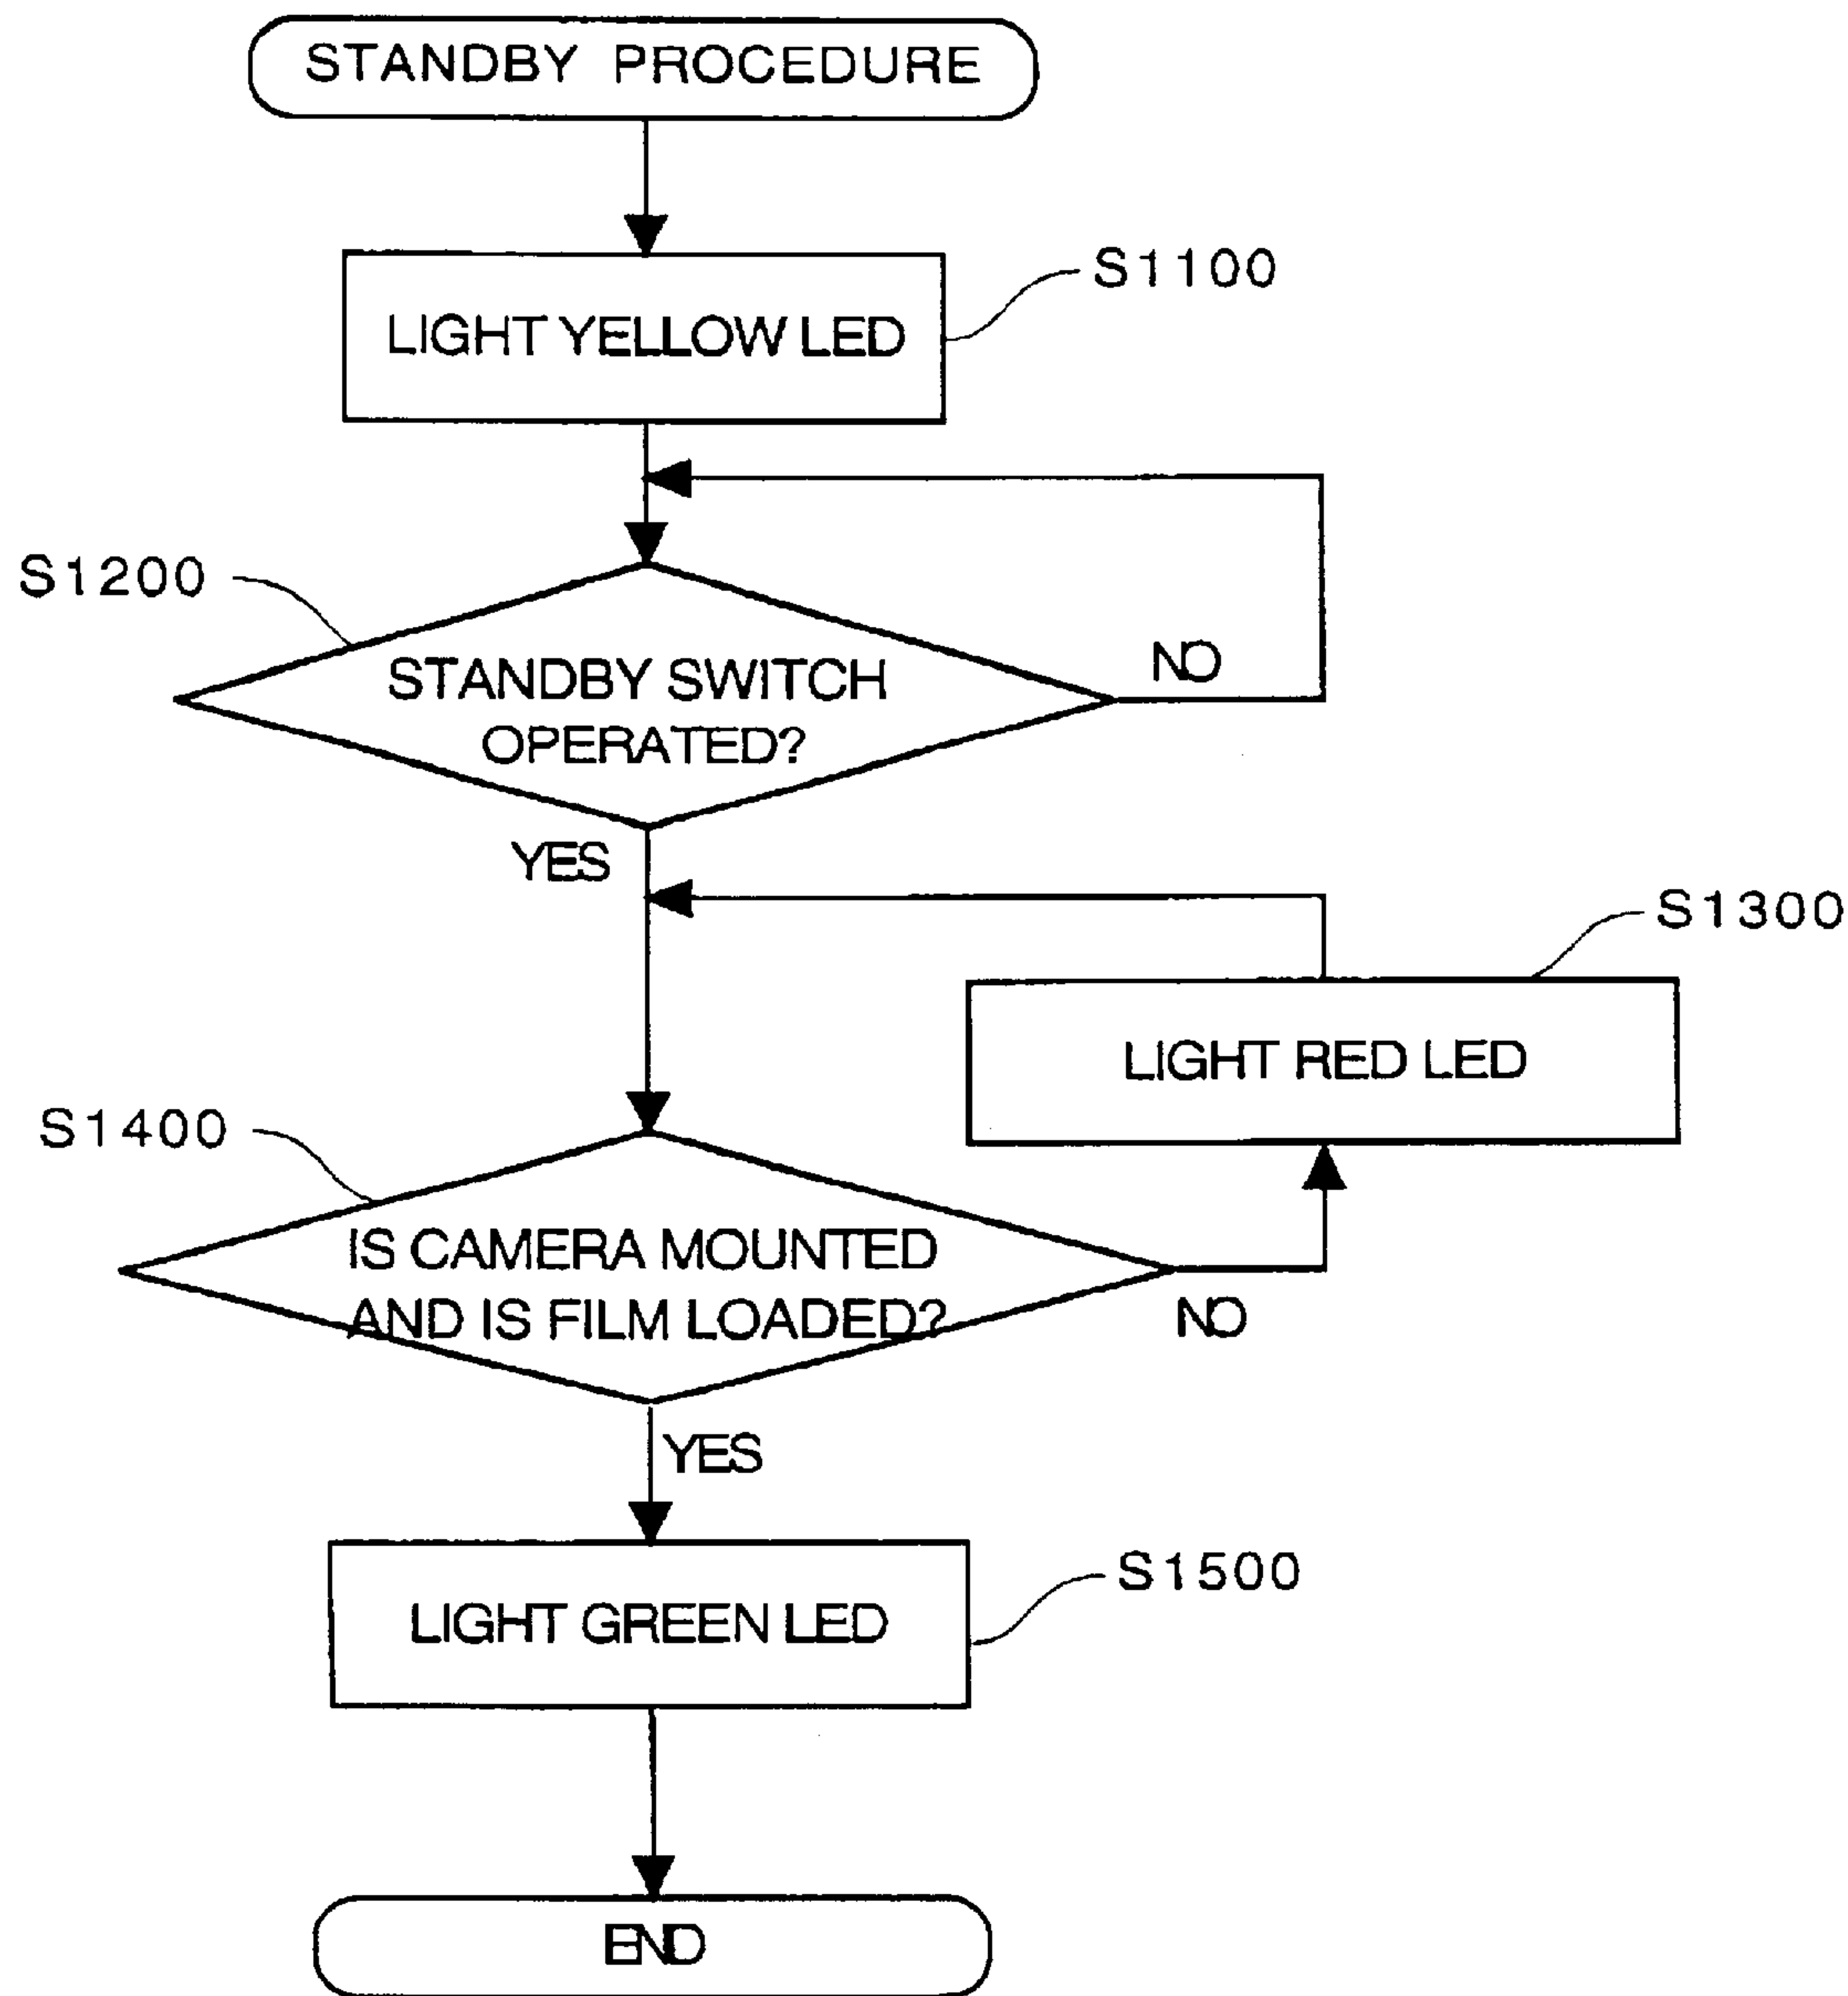 STANDBY PROCEDURE
S1100
LIGHT YELLOW LED
S1200
STANDBY SWITCH
OPERATED?
NO
YES
S1300
LIGHT RED LED
S1400
IS CAMERA MOUNTED
AND IS FILM LOADED?
NO
YES
S1500
LIGHT GREEN LED
END